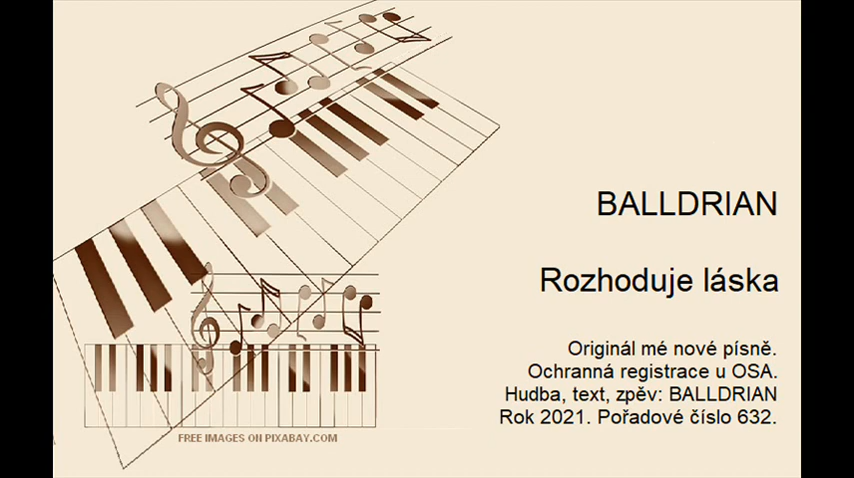 BALLDRIAN
Rozhoduje láska
Originál mé nové písně.
Ochranná registrace u OSA.
Hudba, text, zpěv: BALLDRIAN
Rok 2021. Pořadové číslo 632.
FREE IMAGES ON PIXABAY.COM